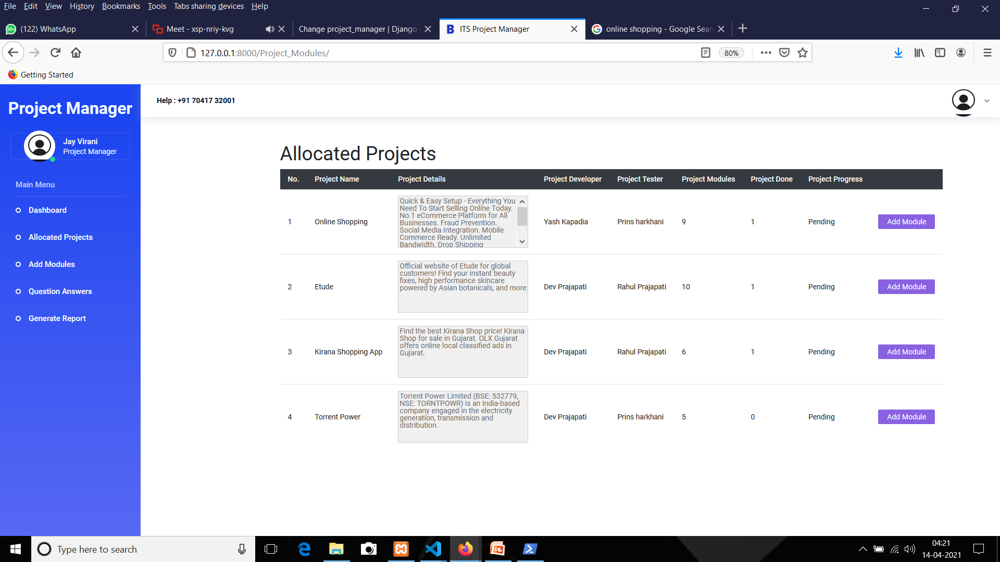 File Edit View History Bookmarks Tools Tabs sharing devices Help
99+ (122) WhatsApp
Meet - xsp-nriy-kvg
Change project_manager | Django
ITS Project Manager
online shopping - Google Sear
127.0.0.1:8000/Project_Modules/
80%
Getting Started
Project Manager
Jay Virani
Project Manager
Main Menu
Dashboard
Allocated Projects
Add Modules
Question Answers
Generate Report
Help : +91 70417 32001
Allocated Projects
No. Project Name Project Details Project Developer Project Tester Project Modules Project Done Project Progress
1 Online Shopping
Quick & Easy Setup - Everything You
Need To Start Selling Online Today.
No.1 eCommerce Platform for All
Businesses. Fraud Prevention.
Social Media Integration. Mobile
Commerce Ready. Unlimited
Bandwidth. Drop Shipping
Yash Kapadia Prins harkhani 9 1 Pending Add Module
2 Etude
Official website of Etude for global
customers! Find your instant beauty
fixes, high performance skincare
powered by Asian botanicals, and more
Dev Prajapati Rahul Prajapati 10 1 Pending Add Module
3 Kirana Shopping App
Find the best Kirana Shop price! Kirana
Shop for sale in Gujarat. OLX Gujarat
offers online local classified ads in
Gujarat.
Dev Prajapati Rahul Prajapati 6 1 Pending Add Module
4 Torrent Power
Torrent Power Limited (BSE: 532779,
NSE: TORNTPOWR) is an India-based
company engaged in the electricity
generation, transmission and
distribution.
Dev Prajapati Prins harkhani 5 0 Pending Add Module
Type here to search
04:21
14-04-2021